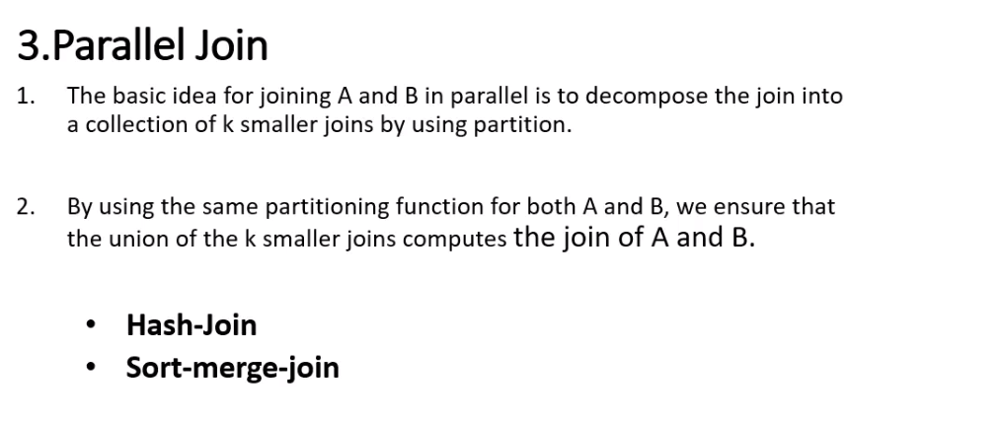 3.Parallel Join
1. The basic idea for joining A and B in parallel is to decompose the join into
a collection of k smaller joins by using partition.
2. By using the same partitioning function for both A and B, we ensure that
the union of the k smaller joins computes the join of A and B.
• Hash-Join
• Sort-merge-join